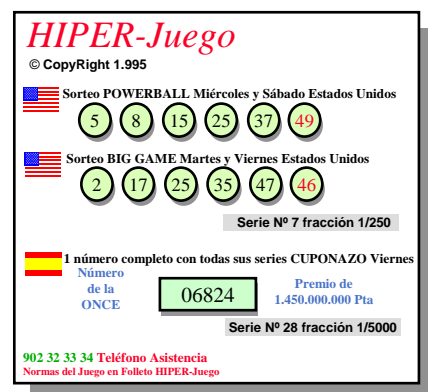 HIPER-Juego
© CopyRight 1.995
Sorteo POWERBALL Miércoles y Sábado Estados Unidos
5 8 15 25 37 49
Sorteo BIG GAME Martes y Viernes Estados Unidos
2 17 25 35 47 46
Serie Nº 7 fracción 1/250
1 número completo con todas sus series CUPONAZO Viernes
Número
de la
ONCE
06824
Premio de
1.450.000.000 Pta
Serie Nº 28 fracción 1/5000
902 32 33 34 Teléfono Asistencia
Normas del Juego en Folleto HIPER-Juego